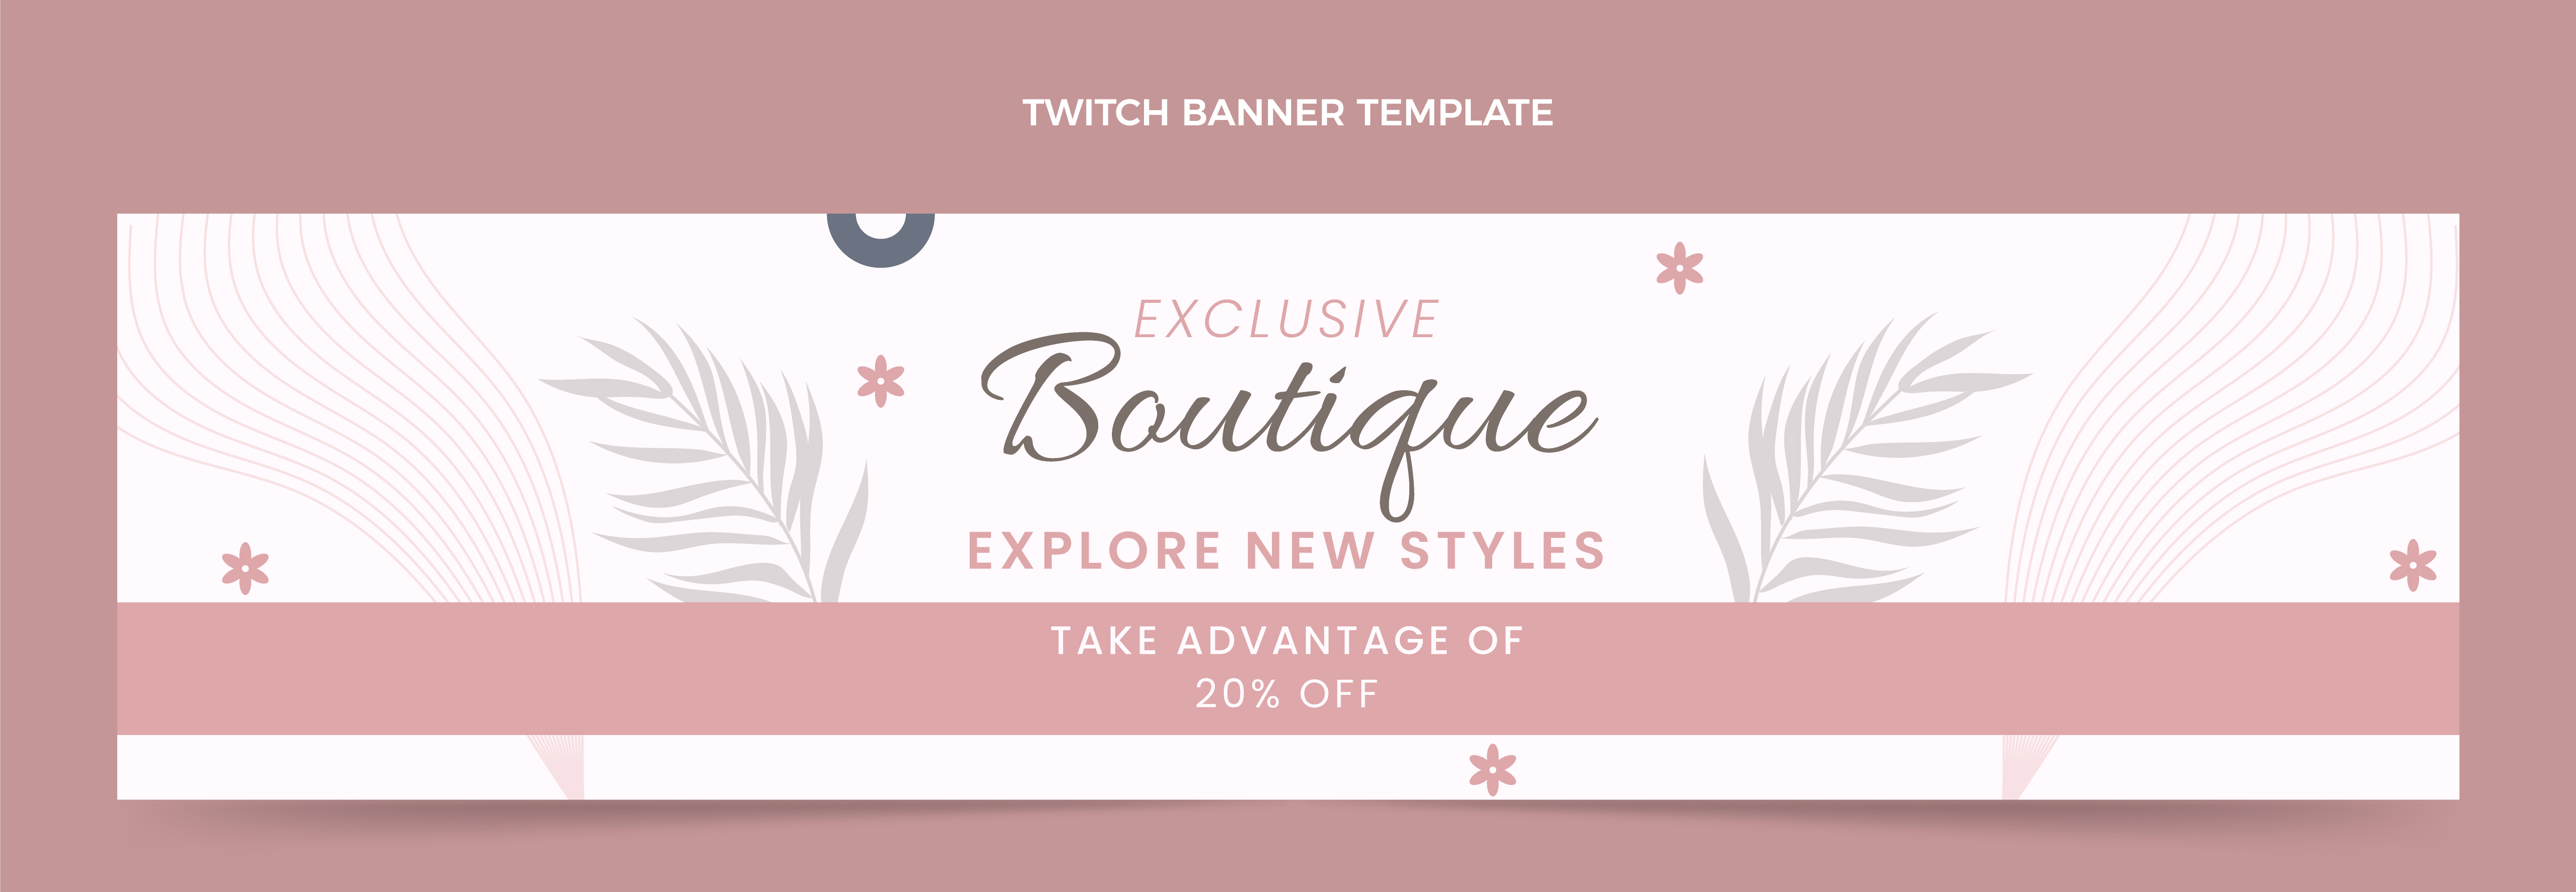 TWITCH BANNER TEMPLATE
EXCLUSIVE
Boutique
EXPLORE NEW STYLES
TAKE ADVANTAGE OF
20% OFF